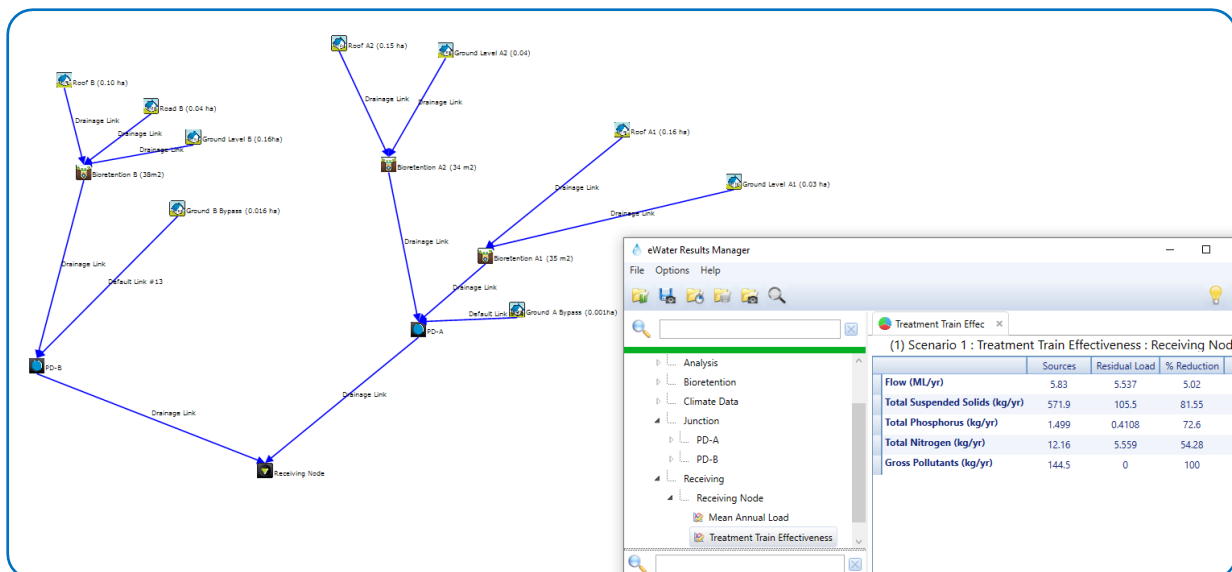 Roof A2 (0.15 ha)
Ground Level A2 (0.04)
Roof B (0.10 ha)
Drainage Link
Drainage Link
Road B (0.04 ha)
Drainage Link
Drainage Link
Ground Level B (0.16ha)
Drainage Link
Roof A1 (0.16 ha)
Bioretention B (38m2)
Bioretention A2 (34 m2)
Drainage Link
Ground Level A1 (0.03 ha)
Ground B Bypass (0.016 ha)
Drainage Link
Drainage Link
Bioretention A1 (35 m2)
Drainage Link
Default Link #13
Drainage Link
Default Link
Ground A Bypass (0.001ha)
PD-A
PD-B
Drainage Link
Drainage Link
Receiving Node
eWater Results Manager
File Options Help
Treatment Train Effec
(1) Scenario 1 : Treatment Train Effectiveness : Receiving Nod
Analysis
Bioretention
Climate Data
Junction
PD-A
PD-B
Receiving
Receiving Node
Mean Annual Load
Treatment Train Effectiveness
Sources Residual Load % Reduction
Flow (ML/yr) 5.83 5.537 5.02
Total Suspended Solids (kg/yr) 571.9 105.5 81.55
Total Phosphorus (kg/yr) 1.499 0.4108 72.6
Total Nitrogen (kg/yr) 12.16 5.559 54.28
Gross Pollutants (kg/yr) 144.5 0 100